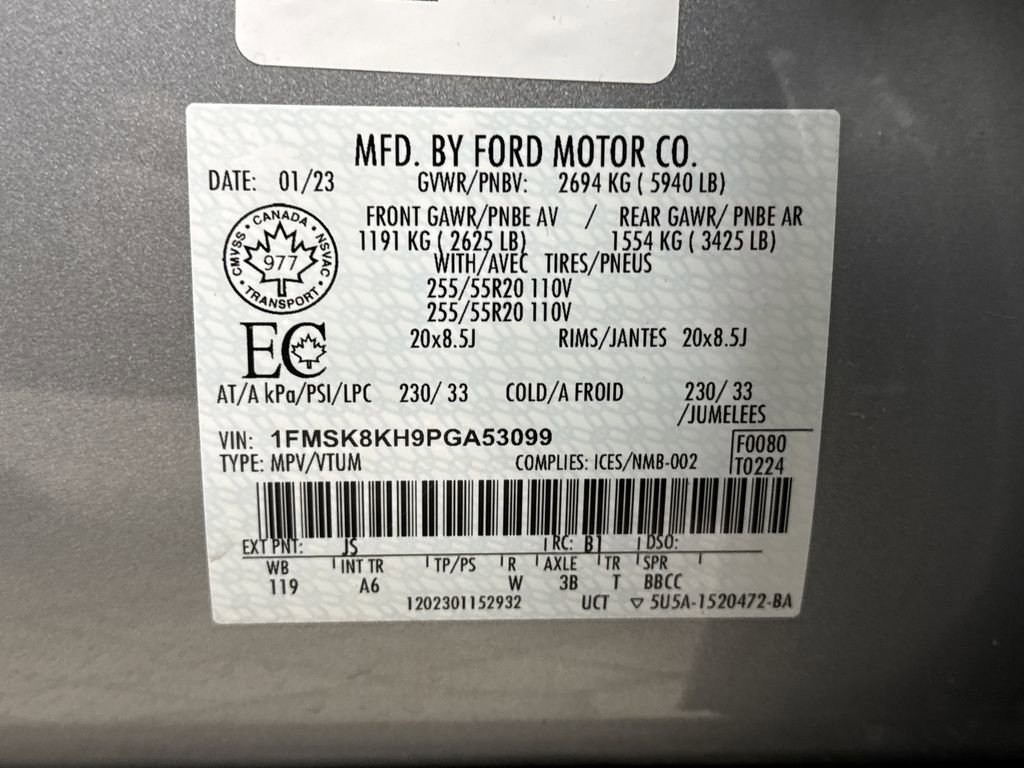 MFD. BY FORD MOTOR CO.
DATE: 01/23 GVWR/PNBV: 2694 KG ( 5940 LB)
FRONT GAWR/PNBE AV / REAR GAWR/ PNBE AR
1191 KG ( 2625 LB) 1554 KG ( 3425 LB)
WITH/AVEC TIRES/PNEUS
255/55R20 110V
255/55R20 110V
20x8.5J RIMS/JANTES 20x8.5J
CANADA
CMVSS 977 NSVAC
TRANSPORT
EC
AT/A kPa/PSI/LPC 230/ 33 COLD/A FROID 230/ 33
/JUMELEES
VIN: 1FMSK8KH9PGA53099 F0080
TYPE: MPV/VTUM COMPLIES: ICES/NMB-002 T0224
EXT PNT: JS RC: B1 DSO:
WB INT TR TP/PS R AXLE TR SPR
119 A6 W 3B T BBCC
1202301152932 UCT ▽ 5U5A-1520472-BA